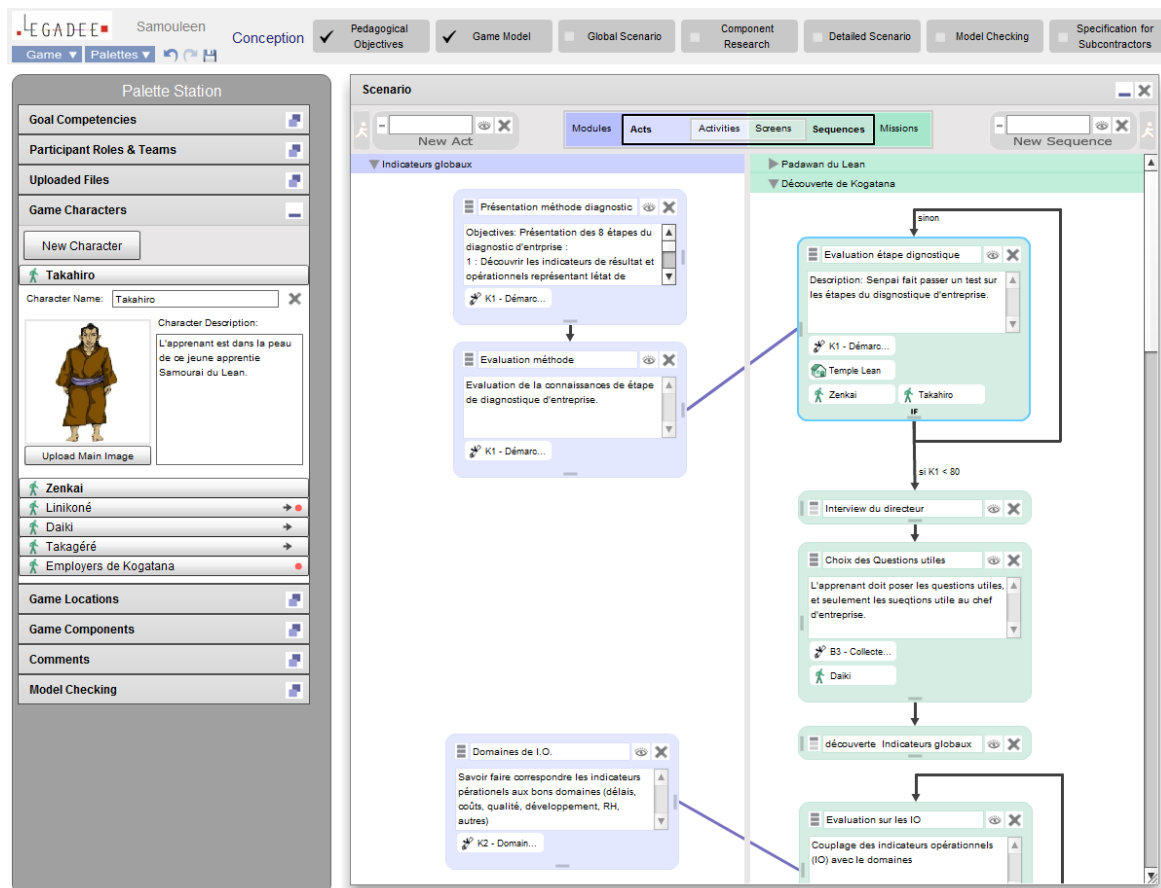 LEGADEE
Samouleen
Game
Palettes
Conception
Pedagogical
Objectives
Game Model
Global Scenario
Component
Research
Detailed Scenario
Model Checking
Specification for
Subcontractors
Palette Station
Goal Competencies
Participant Roles & Teams
Uploaded Files
Game Characters
New Character
Takahiro
Character Name:
Takahiro
Character Description:
L'apprenant est dans la peau
de ce jeune apprentie
Samourai du Lean.
Upload Main Image
Zenkai
Linikoné
Daiki
Takagéré
Employers de Kogatana
Game Locations
Game Components
Comments
Model Checking
Scenario
New Act
Modules
Acts
Activities
Screens
Sequences
Missions
New Sequence
Indicateurs globaux
Présentation méthode diagnostic
Objectives: Présentation des 8 étapes du
diagnostic d'entrprise :
1 : Découvrir les indicateurs de résultat et
opérationnels représentant létat de
K1 - Démarc...
Evaluation méthode
Evaluation de la connaissances de étape
de diagnostique d'entreprise.
K1 - Démarc...
Domaines de I.O.
Savoir faire correspondre les indicateurs
pérationels aux bons domaines (délais,
coûts, qualité, développement, RH,
autres)
K2 - Domain...
Padawan du Lean
Découverte de Kogatana
sinon
Evaluation étape dignostique
Description: Senpai fait passer un test sur
les étapes du diagnostique d'entreprise.
K1 - Démarc...
Temple Lean
Zenkai
Takahiro
IF
si K1 < 80
Interview du directeur
Choix des Questions utiles
L'apprenant doit poser les questions utiles,
et seulement les sueqtions utile au chef
d'entreprise.
B3 - Collecte...
Daiki
découverte Indicateurs globaux
Evaluation sur les IO
Couplage des indicateurs opérationnels
(IO) avec le domaines